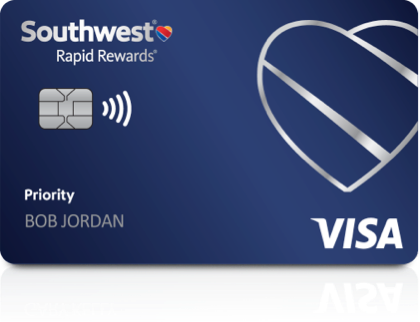 Southwest®
Rapid Rewards®
Priority
BOB JORDAN
VISA